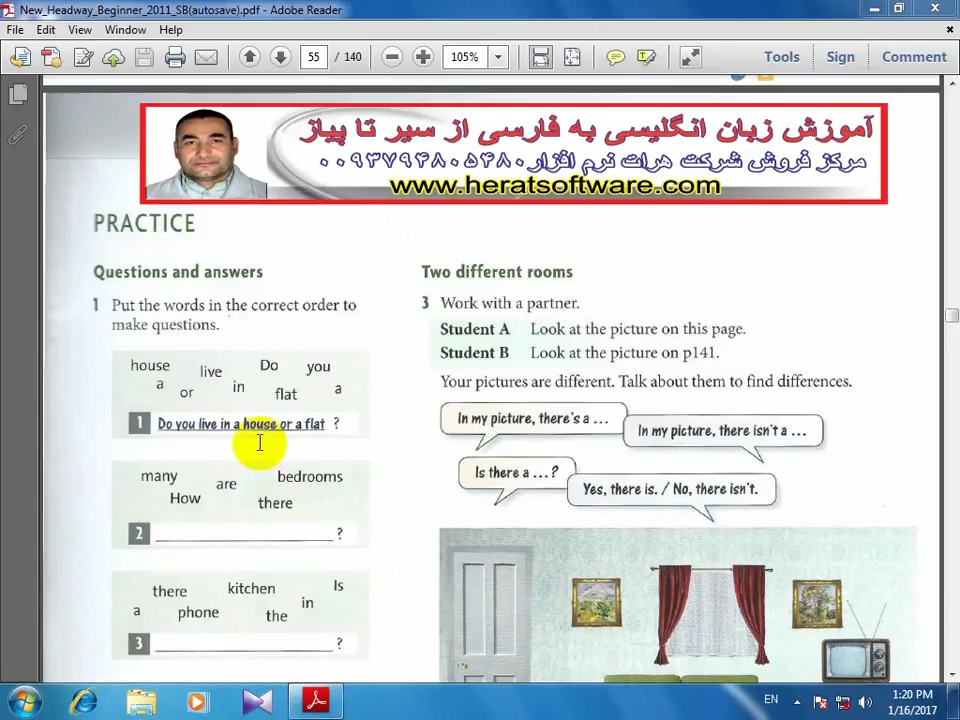 New_Headway_Beginner_2011_SB(autosave).pdf - Adobe Reader
File Edit View Window Help
55 / 140 105% Tools Sign Comment
آموزش زبان انگلیسی به فارسی از سیر تا پیاز
مرکز فروش شرکت هرات نرم افزار ۰۰۹۳۷۹۴۸۰۵۴۸۰
www.heratsoftware.com
PRACTICE
Questions and answers
1 Put the words in the correct order to
make questions.
house live Do you
a or in flat a
1 Do you live in a house or a flat ?
many are bedrooms
How there
2 ?
there kitchen Is
a phone the in
3 ?
Two different rooms
3 Work with a partner.
Student A Look at the picture on this page.
Student B Look at the picture on p141.
Your pictures are different. Talk about them to find differences.
In my picture, there's a ...
In my picture, there isn't a ...
Is there a ...?
Yes, there is. / No, there isn't.
EN 1:20 PM
1/16/2017